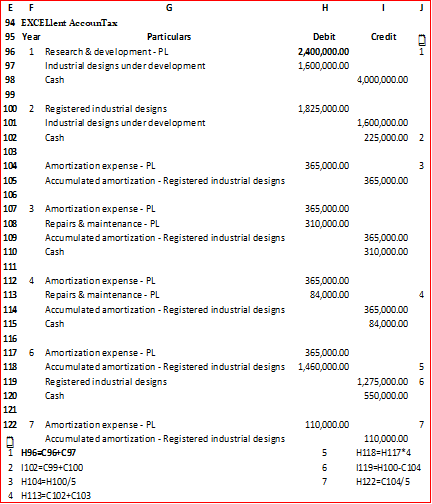 E F G H I J
94 EXCELlent AccounTax
95 Year Particulars Debit Credit
96 1 Research & development - PL 2,400,000.00 1
97 Industrial designs under development 1,600,000.00
98 Cash 4,000,000.00
99
100 2 Registered industrial designs 1,825,000.00
101 Industrial designs under development 1,600,000.00
102 Cash 225,000.00 2
103
104 Amortization expense - PL 365,000.00 3
105 Accumulated amortization - Registered industrial designs 365,000.00
106
107 3 Amortization expense - PL 365,000.00
108 Repairs & maintenance - PL 310,000.00
109 Accumulated amortization - Registered industrial designs 365,000.00
110 Cash 310,000.00
111
112 4 Amortization expense - PL 365,000.00
113 Repairs & maintenance - PL 84,000.00 4
114 Accumulated amortization - Registered industrial designs 365,000.00
115 Cash 84,000.00
116
117 6 Amortization expense - PL 365,000.00
118 Accumulated amortization - Registered industrial designs 1,460,000.00 5
119 Registered industrial designs 1,275,000.00 6
120 Cash 550,000.00
121
122 7 Amortization expense - PL 110,000.00 7
Accumulated amortization - Registered industrial designs 110,000.00
1 H96=C96+C97 5 H118=H117*4
2 I102=C99+C100 6 I119=H100-C104
3 H104=H100/5 7 H122=C104/5
4 H113=C102+C103